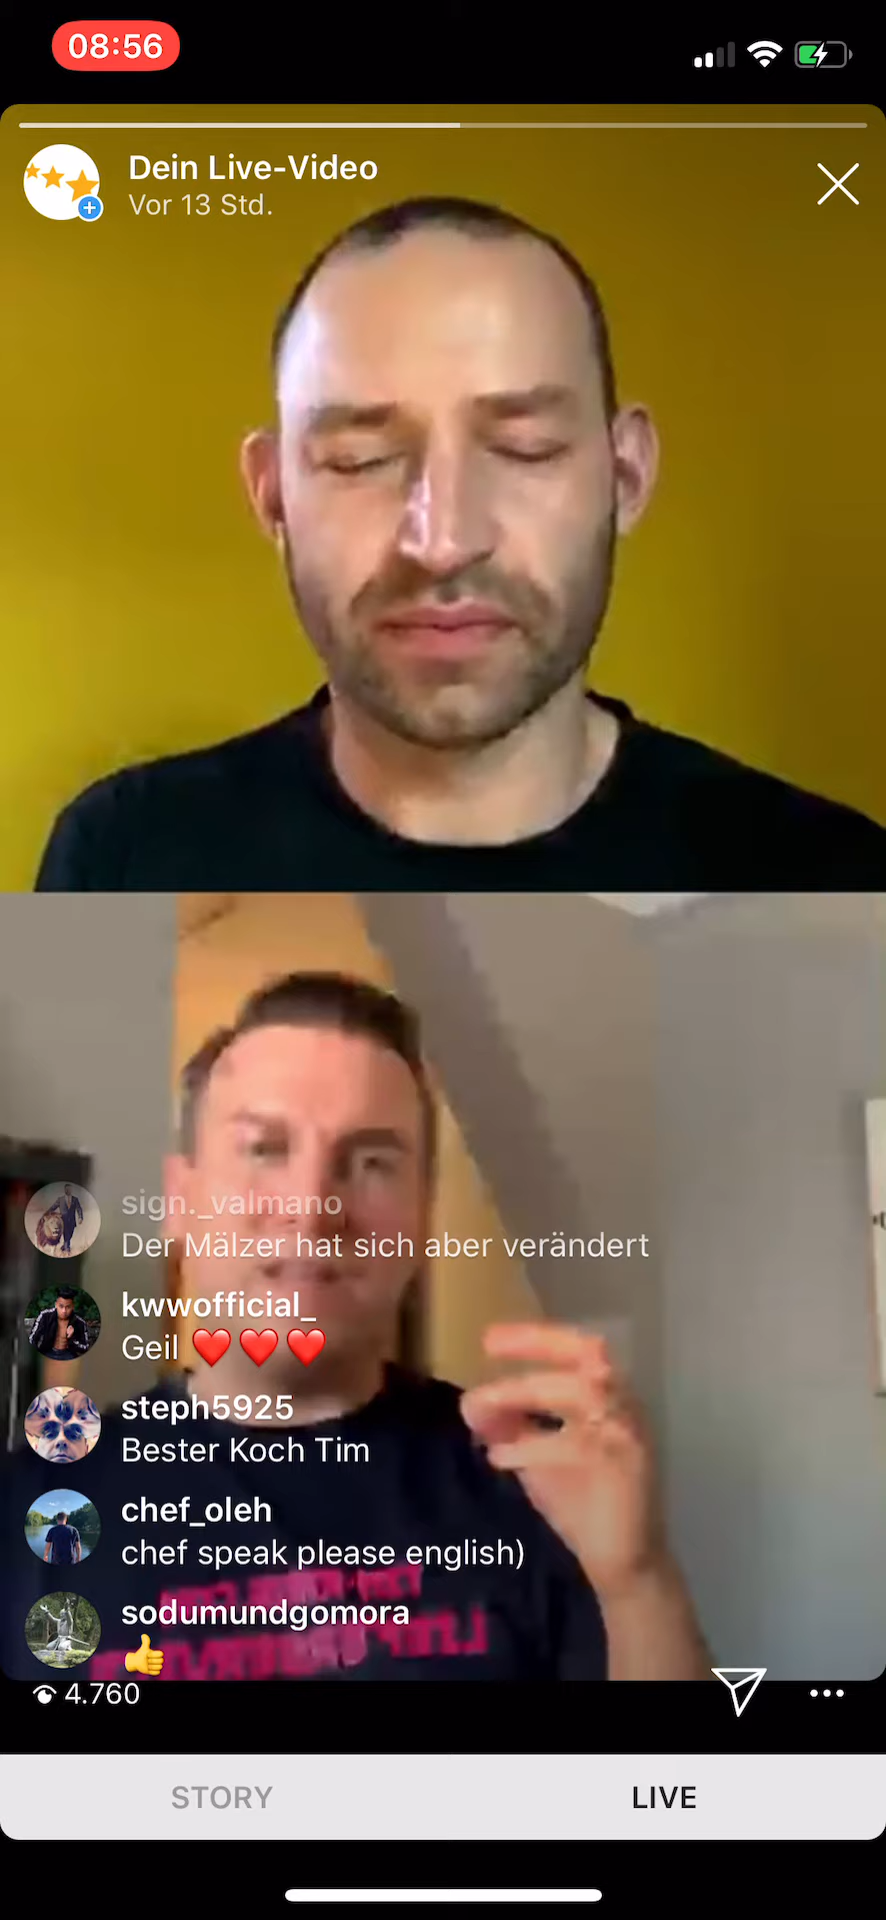 08:56
Dein Live-Video
Vor 13 Std.
sign._valmano
Der Mälzer hat sich aber verändert
kwwofficial_
Geil ❤️❤️❤️
steph5925
Bester Koch Tim
chef_oleh
chef speak please english)
sodumundgomora
👍
4.760
STORY
LIVE